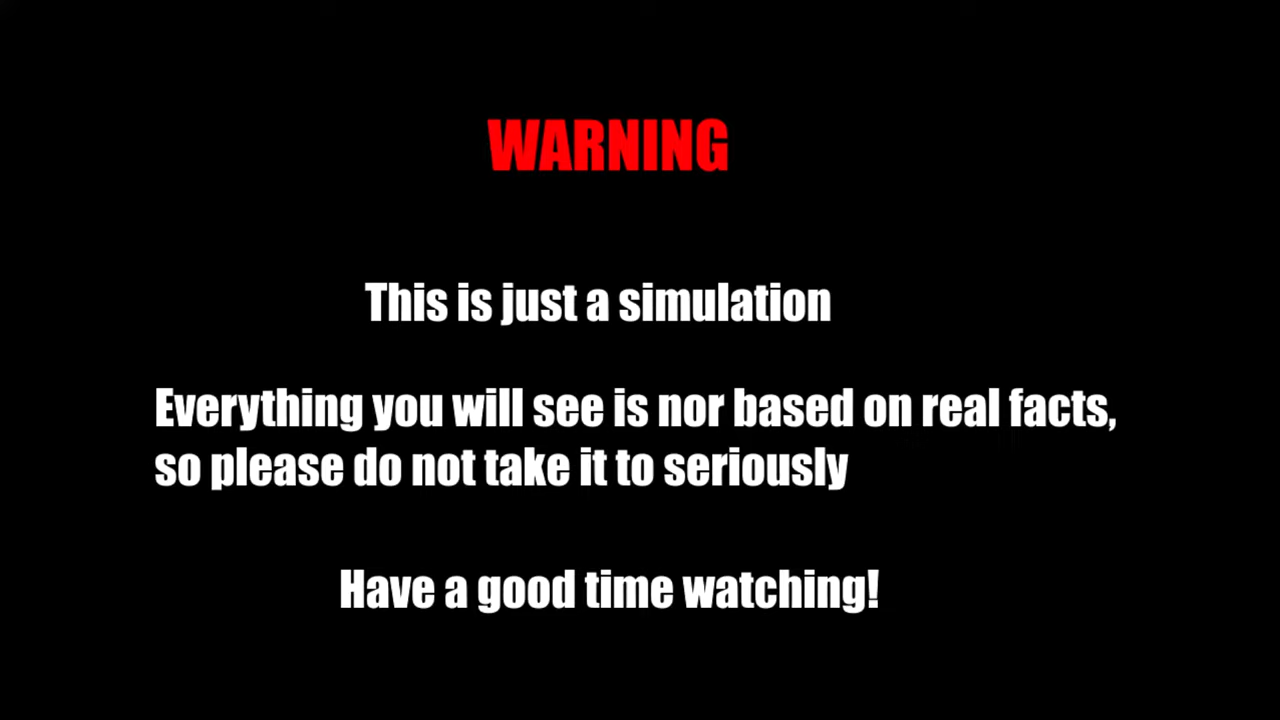 WARNING
This is just a simulation
Everything you will see is nor based on real facts,
so please do not take it to seriously
Have a good time watching!